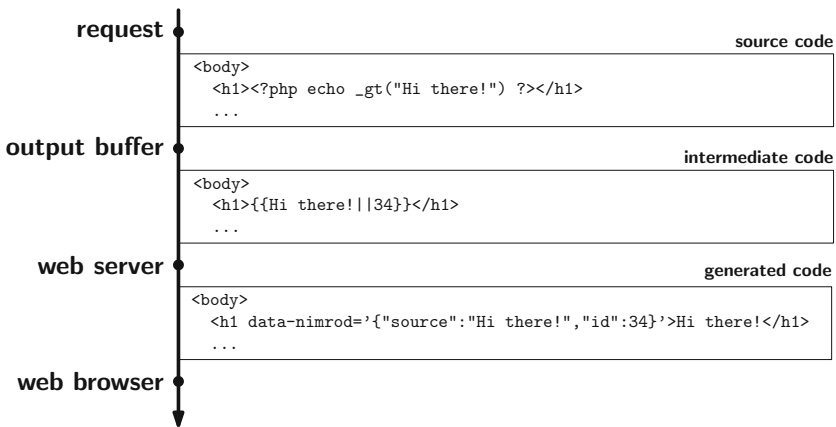 request
source code
<body>
<h1><?php echo _gt("Hi there!") ?></h1>
...
output buffer
intermediate code
<body>
<h1>{{Hi there!||34}}</h1>
...
web server
generated code
<body>
<h1 data-nimrod=’{"source":"Hi there!","id":34}’>Hi there!</h1>
...
web browser